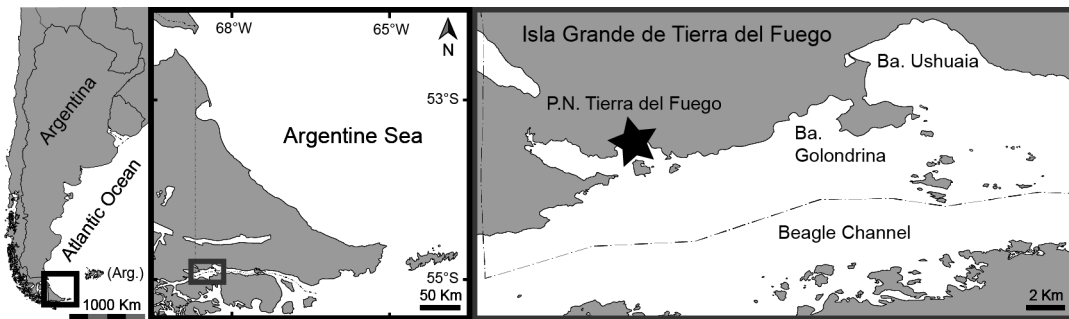 Argentina
Atlantic Ocean
(Arg.)
1000 Km
68°W
65°W
N
53°S
Argentine Sea
55°S
50 Km
Isla Grande de Tierra del Fuego
Ba. Ushuaia
P.N. Tierra del Fuego
Ba.
Golondrina
Beagle Channel
2 Km